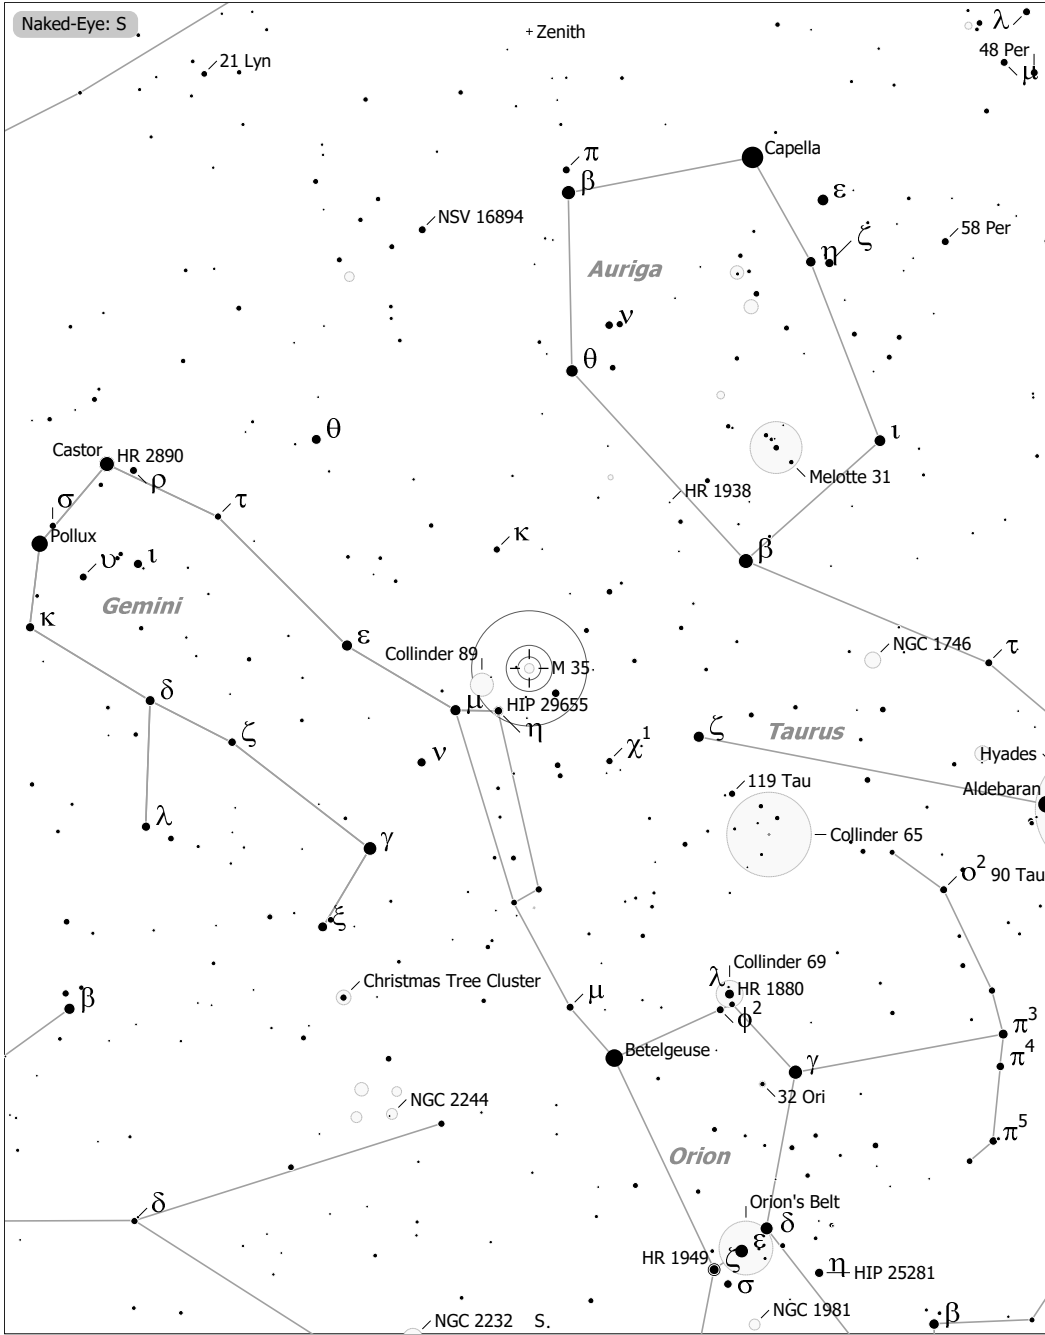 Naked-Eye: S
λ
Zenith
48 Per
μ
21 Lyn
Capella
π
β
ε
NSV 16894
58 Per
ζ
η
Auriga
ν
θ
θ
ι
Castor
HR 2890
ρ
Melotte 31
HR 1938
σ
τ
Pollux
κ
β
υ
ι
Gemini
κ
ε
Collinder 89
M 35
NGC 1746
τ
δ
μ
HIP 29655
η
ζ
ζ
Taurus
ν
χ1
Hyades
119 Tau
Aldebaran
λ
γ
Collinder 65
ο2 90 Tau
ξ
Collinder 69
λ
HR 1880
Christmas Tree Cluster
β
μ
φ2
π3
Betelgeuse
γ
π4
32 Ori
NGC 2244
π5
Orion
δ
Orion's Belt
δ
ε
HR 1949
ζ
η
HIP 25281
σ
NGC 2232
S.
NGC 1981
β